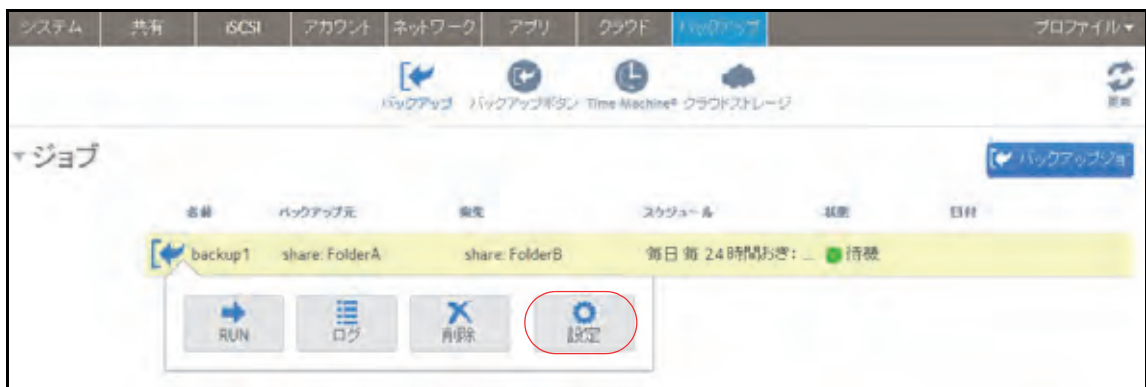 システム 共有 iSCSI アカウント ネットワーク アプリ クラウド バックアップ プロファイル▼
バックアップ バックアップボタン Time Machine® クラウドストレージ 更新
▼ジョブ
バックアップジョ
名前 バックアップ元 宛先 スケジュール 状態 日付
backup1 share: FolderA share: FolderB 毎日 毎 24時間おき: ... 待機
RUN ログ 削除 設定